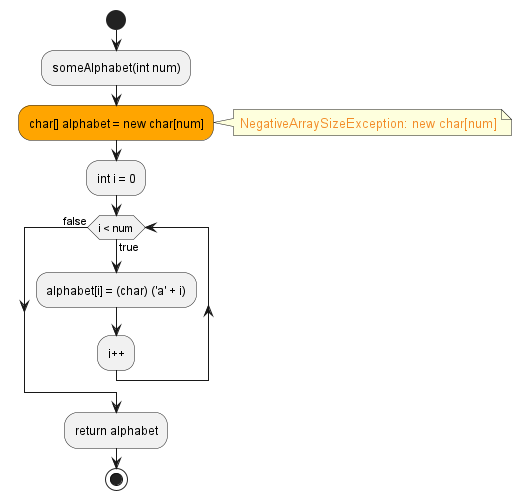 someAlphabet(int num)
char[] alphabet = new char[num]
NegativeArraySizeException: new char[num]
int i = 0
false
i < num
true
alphabet[i] = (char) ('a' + i)
i++
return alphabet